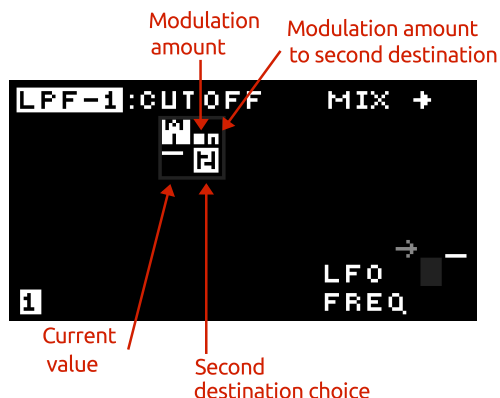 Modulation
amount
Modulation amount
to second destination
LPF-1:CUTOFF MIX
LFO
1 FREQ
Current
value
Second
destination choice